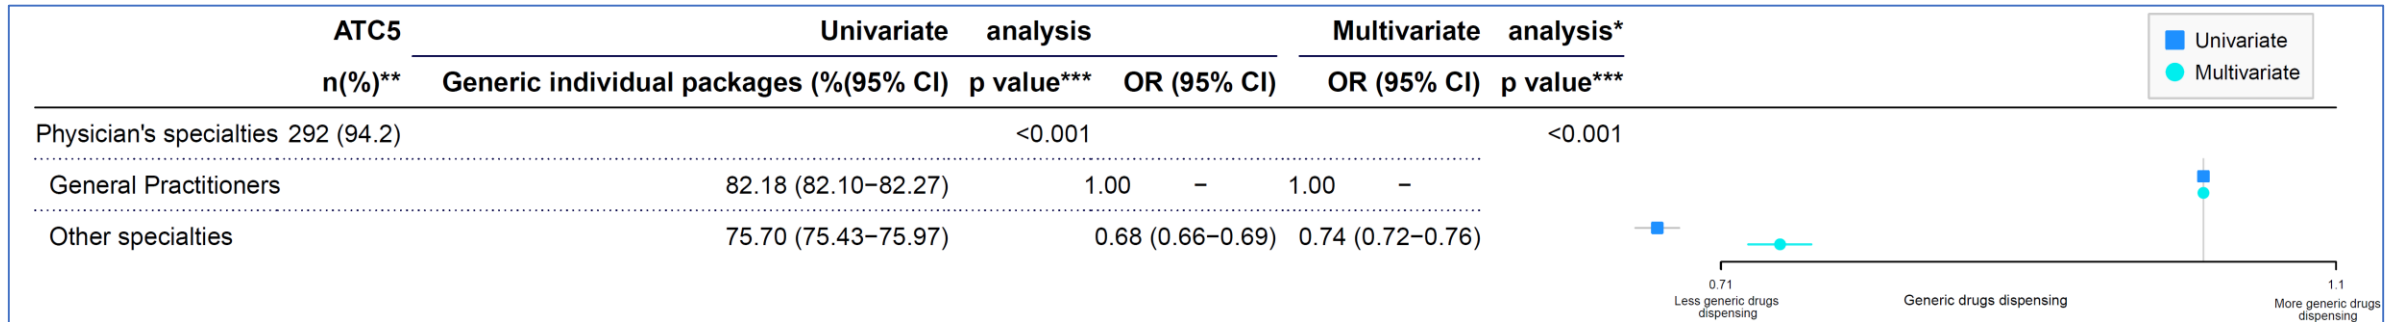 ATC5 Univariate analysis Multivariate analysis*
n(%)** Generic individual packages (%(95% CI) p value*** OR (95% CI) OR (95% CI) p value***
Physician's specialties 292 (94.2) <0.001 <0.001
General Practitioners 82.18 (82.10−82.27) 1.00 − 1.00 −
Other specialties 75.70 (75.43−75.97) 0.68 (0.66−0.69) 0.74 (0.72−0.76)
Univariate
Multivariate
0.71
1.1
Less generic drugs
dispensing
Generic drugs dispensing
More generic drugs
dispensing